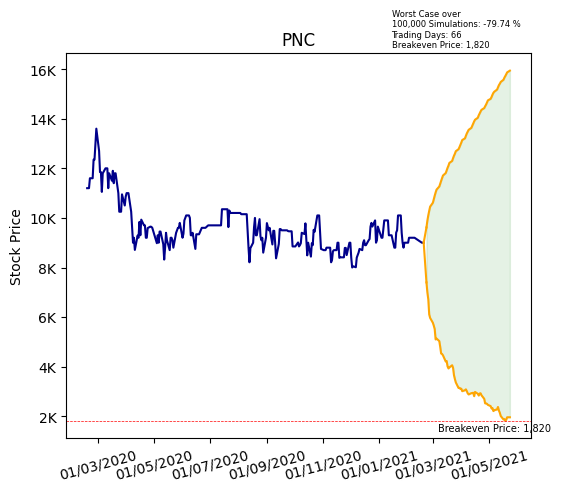 Worst Case over
100,000 Simulations: -79.74 %
Trading Days: 66
Breakeven Price: 1,820
PNC
Stock Price
16K
14K
12K
10K
8K
6K
4K
2K
Breakeven Price: 1,820
01/03/2020
01/05/2020
01/07/2020
01/09/2020
01/11/2020
01/01/2021
01/03/2021
01/05/2021